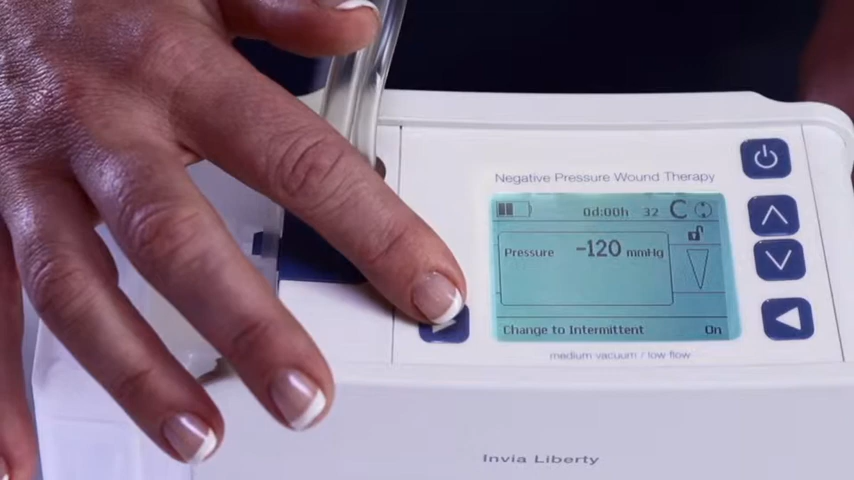 Negative Pressure Wound Therapy
0d:00h 32 C
Pressure -120 mmHg
Change to Intermittent On
medium vacuum / low flow
Invia Liberty